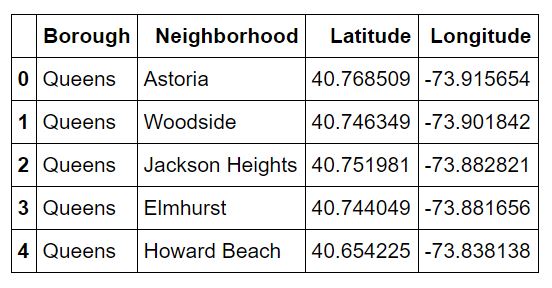 Borough Neighborhood Latitude Longitude
0 Queens Astoria 40.768509 -73.915654
1 Queens Woodside 40.746349 -73.901842
2 Queens Jackson Heights 40.751981 -73.882821
3 Queens Elmhurst 40.744049 -73.881656
4 Queens Howard Beach 40.654225 -73.838138